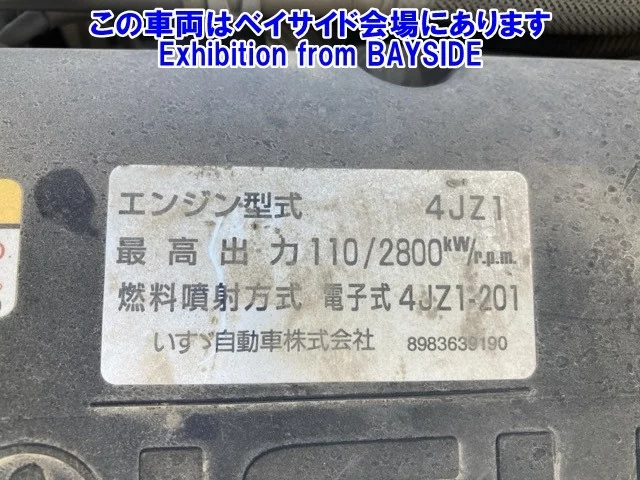 この車両はベイサイド会場にあります
Exhibition from BAYSIDE
エンジン型式 4JZ1
最高出力 110/2800kW/r.p.m.
燃料噴射方式 電子式 4JZ1-201
いすゞ自動車株式会社 8983639190